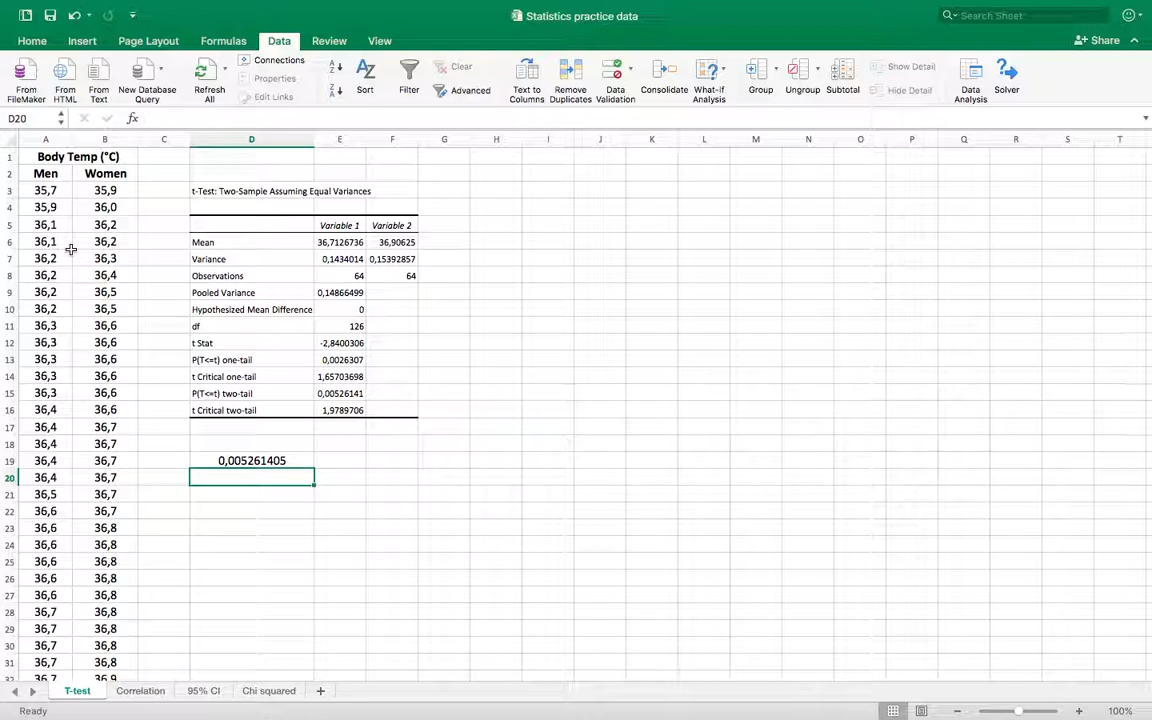 Statistics practice data
Search Sheet
Home Insert Page Layout Formulas Data Review View
Share
From FileMaker
From HTML
From Text
New Database Query
Refresh All
Connections
Properties
Edit Links
Sort
Filter
Clear
Advanced
Text to Columns
Remove Duplicates
Data Validation
Consolidate
What-If Analysis
Group
Ungroup
Subtotal
Show Detail
Hide Detail
Data Analysis
Solver
D20 fx
A B C D E F G H I J K L M N O P Q R S T
1 Body Temp (°C)
2 Men Women
3 35,7 35,9 t-Test: Two-Sample Assuming Equal Variances
4 35,9 36,0
5 36,1 36,2 Variable 1 Variable 2
6 36,1 36,2 Mean 36,7126736 36,90625
7 36,2 36,3 Variance 0,1434014 0,15392857
8 36,2 36,4 Observations 64 64
9 36,2 36,5 Pooled Variance 0,14866499
10 36,2 36,5 Hypothesized Mean Difference 0
11 36,3 36,6 df 126
12 36,3 36,6 t Stat -2,8400306
13 36,3 36,6 P(T<=t) one-tail 0,0026307
14 36,3 36,6 t Critical one-tail 1,65703698
15 36,3 36,6 P(T<=t) two-tail 0,00526141
16 36,4 36,6 t Critical two-tail 1,9789706
17 36,4 36,7
18 36,4 36,7
19 36,4 36,7 0,005261405
20 36,4 36,7
21 36,5 36,7
22 36,6 36,7
23 36,6 36,8
24 36,6 36,8
25 36,6 36,8
26 36,6 36,8
27 36,6 36,8
28 36,7 36,8
29 36,7 36,8
30 36,7 36,8
31 36,7 36,8
32 36,7 36,9
T-test Correlation 95% CI Chi squared
Ready 100%